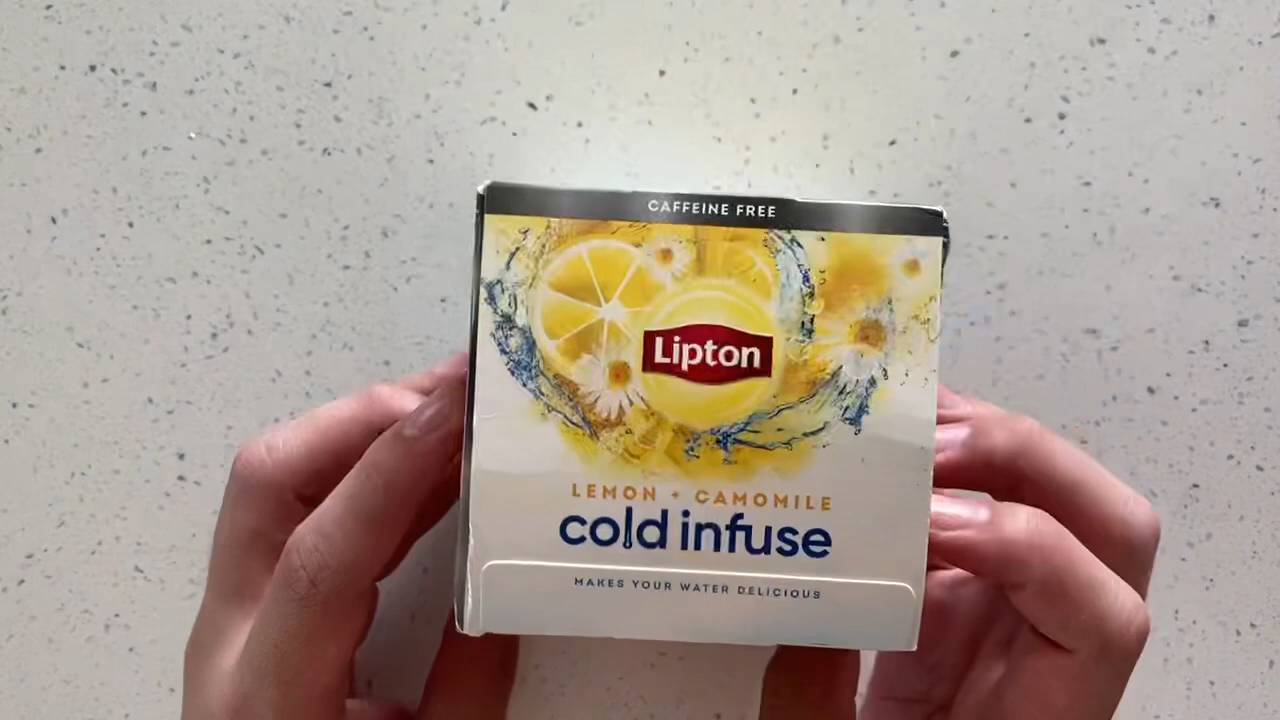 CAFFEINE FREE
Lipton
LEMON + CAMOMILE
cold infuse
MAKES YOUR WATER DELICIOUS